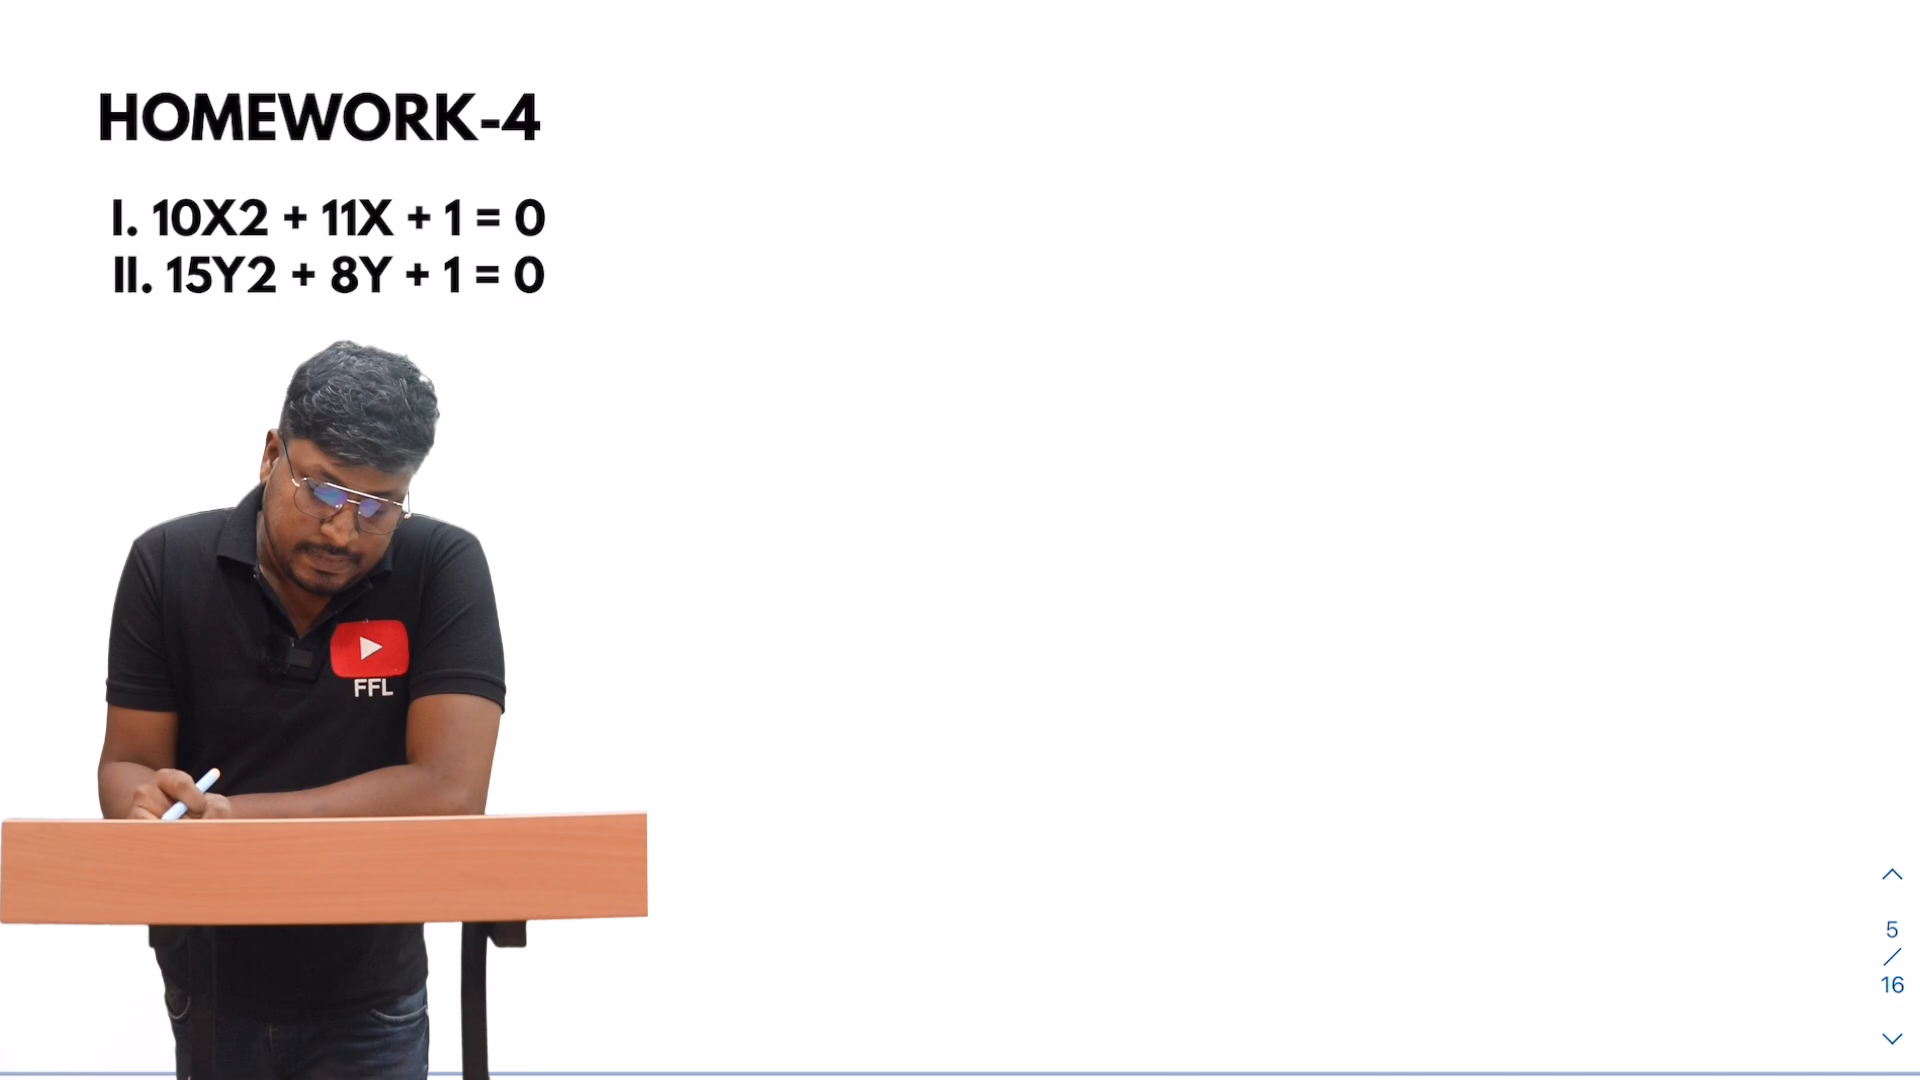 HOMEWORK-4
I. 10X2 + 11X + 1 = 0
II. 15Y2 + 8Y + 1 = 0
FFL
5
/
16